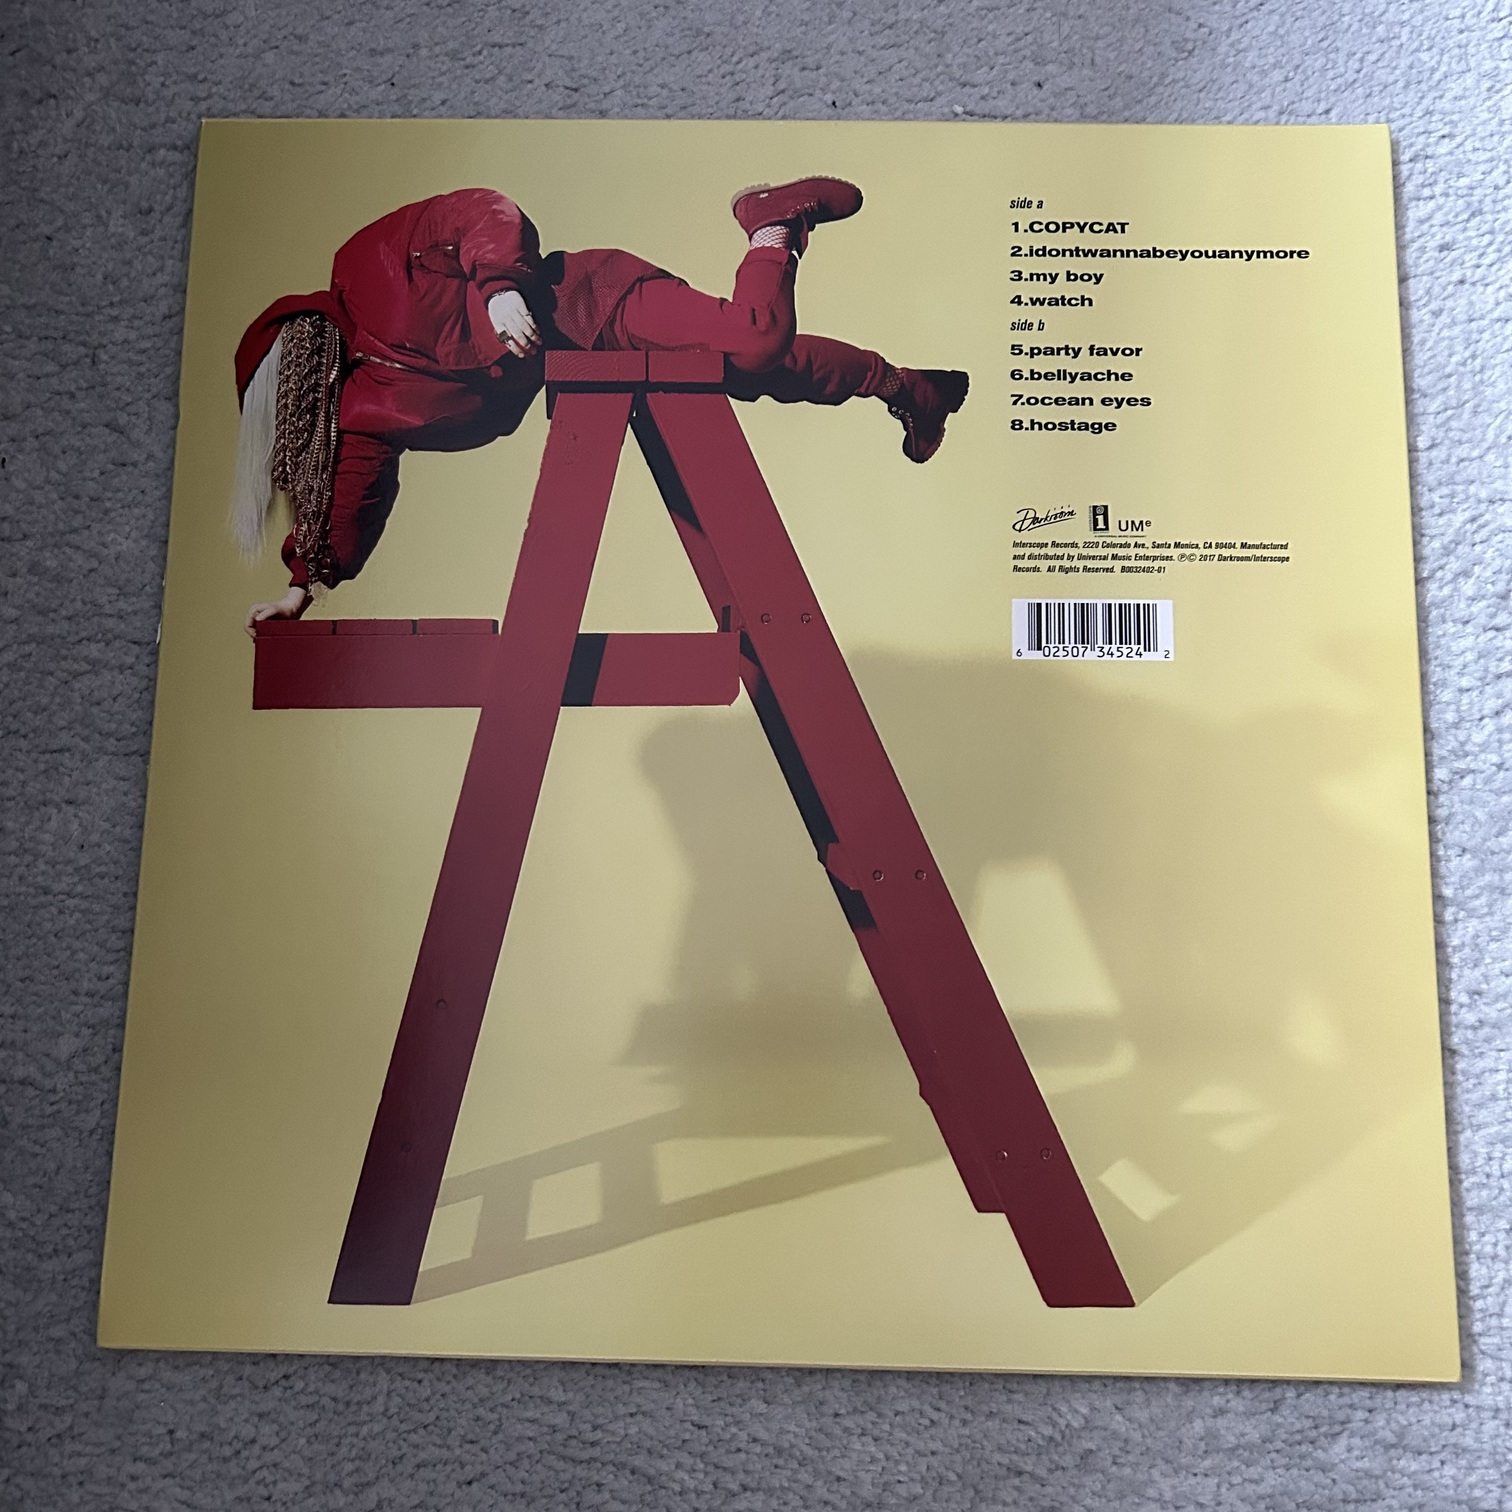 side a
1.COPYCAT
2.idontwannabeyouanymore
3.my boy
4.watch
side b
5.party favor
6.bellyache
7.ocean eyes
8.hostage
Darkroom
i
UMe
Interscope Records, 2220 Colorado Ave., Santa Monica, CA 90404. Manufactured
and distributed by Universal Music Enterprises. ℗© 2017 Darkroom/Interscope
Records. All Rights Reserved. B0032402-01
6 02507 34524 2